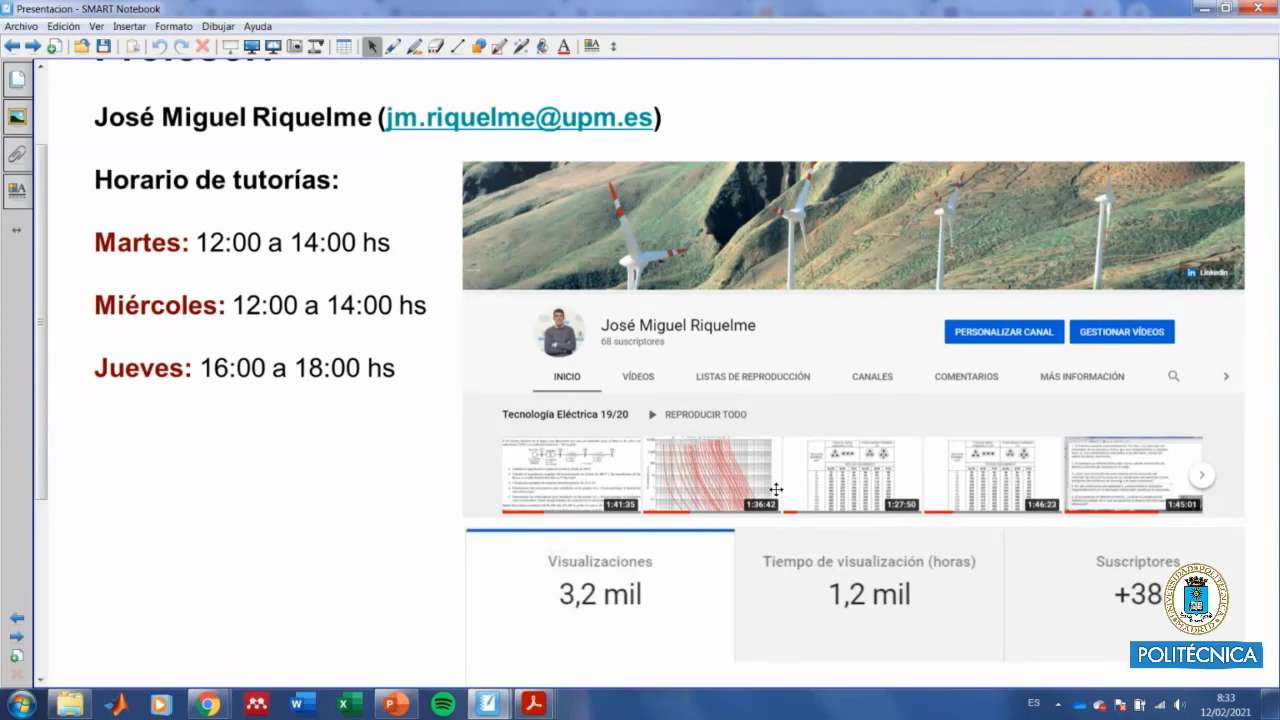 Presentacion - SMART Notebook
Archivo Edición Ver Insertar Formato Dibujar Ayuda
José Miguel Riquelme (jm.riquelme@upm.es)
Horario de tutorías:
Martes: 12:00 a 14:00 hs
Miércoles: 12:00 a 14:00 hs
Jueves: 16:00 a 18:00 hs
in Linkedin
José Miguel Riquelme
68 suscriptores
PERSONALIZAR CANAL GESTIONAR VÍDEOS
INICIO VÍDEOS LISTAS DE REPRODUCCIÓN CANALES COMENTARIOS MÁS INFORMACIÓN
Tecnología Eléctrica 19/20 REPRODUCIR TODO
1:41:35 1:36:42 1:27:50 1:46:23 1:45:01
Visualizaciones Tiempo de visualización (horas) Suscriptores
3,2 mil 1,2 mil +38
POLITÉCNICA
ES 8:33
12/02/2021